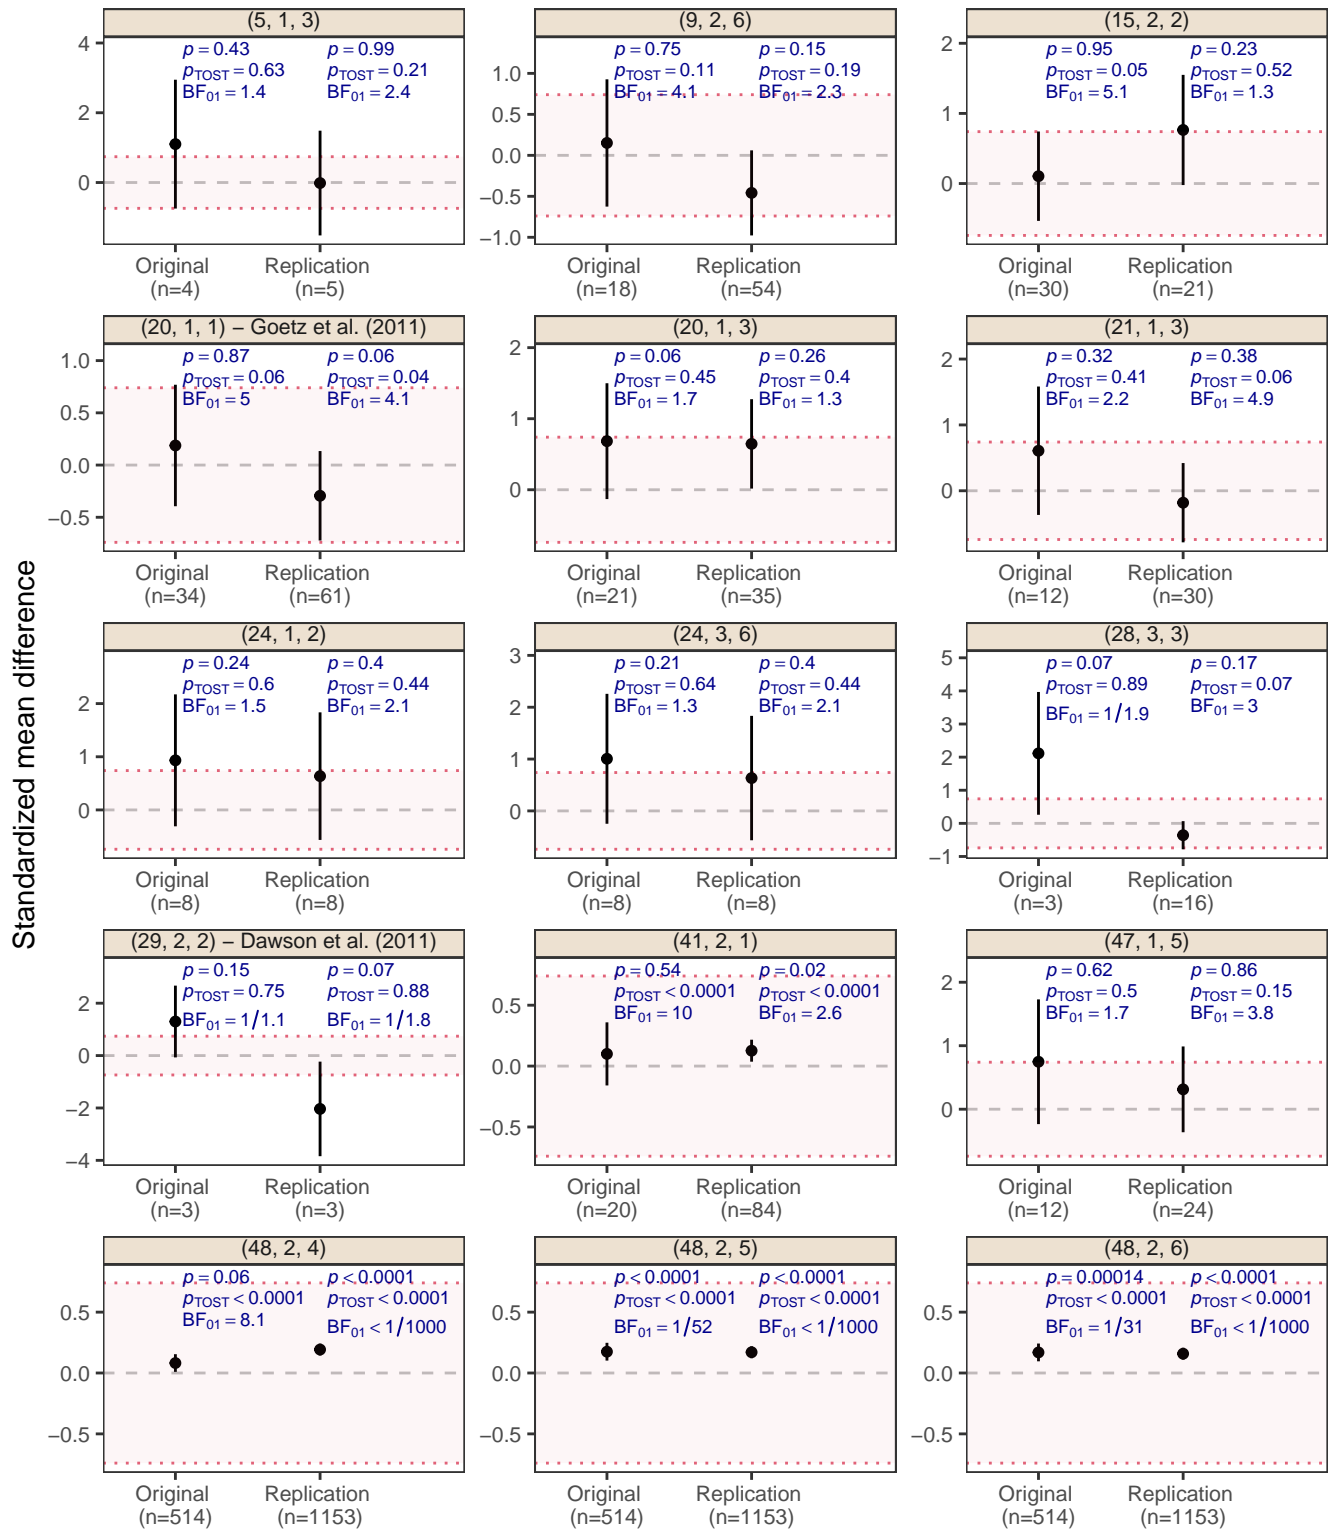 Standardized mean difference
(5, 1, 3)
p = 0.43 p = 0.99
pTOST = 0.63 pTOST = 0.21
BF01 = 1.4 BF01 = 2.4
4
2
0
Original Replication
(n=4) (n=5)
(9, 2, 6)
p = 0.75 p = 0.15
pTOST = 0.11 pTOST = 0.19
BF01 = 4.1 BF01 = 2.3
1.0
0.5
0.0
−0.5
−1.0
Original Replication
(n=18) (n=54)
(15, 2, 2)
p = 0.95 p = 0.23
pTOST = 0.05 pTOST = 0.52
BF01 = 5.1 BF01 = 1.3
2
1
0
Original Replication
(n=30) (n=21)
(20, 1, 1) − Goetz et al. (2011)
p = 0.87 p = 0.06
pTOST = 0.06 pTOST = 0.04
BF01 = 5 BF01 = 4.1
1.0
0.5
0.0
−0.5
Original Replication
(n=34) (n=61)
(20, 1, 3)
p = 0.06 p = 0.26
pTOST = 0.45 pTOST = 0.4
BF01 = 1.7 BF01 = 1.3
2
1
0
Original Replication
(n=21) (n=35)
(21, 1, 3)
p = 0.32 p = 0.38
pTOST = 0.41 pTOST = 0.06
BF01 = 2.2 BF01 = 4.9
2
1
0
Original Replication
(n=12) (n=30)
(24, 1, 2)
p = 0.24 p = 0.4
pTOST = 0.6 pTOST = 0.44
BF01 = 1.5 BF01 = 2.1
2
1
0
Original Replication
(n=8) (n=8)
(24, 3, 6)
p = 0.21 p = 0.4
pTOST = 0.64 pTOST = 0.44
BF01 = 1.3 BF01 = 2.1
3
2
1
0
Original Replication
(n=8) (n=8)
(28, 3, 3)
p = 0.07 p = 0.17
pTOST = 0.89 pTOST = 0.07
BF01 = 1/1.9 BF01 = 3
5
4
3
2
1
0
−1
Original Replication
(n=3) (n=16)
(29, 2, 2) − Dawson et al. (2011)
p = 0.15 p = 0.07
pTOST = 0.75 pTOST = 0.88
BF01 = 1/1.1 BF01 = 1/1.8
2
0
−2
−4
Original Replication
(n=3) (n=3)
(41, 2, 1)
p = 0.54 p = 0.02
pTOST < 0.0001 pTOST < 0.0001
BF01 = 10 BF01 = 2.6
0.5
0.0
−0.5
Original Replication
(n=20) (n=84)
(47, 1, 5)
p = 0.62 p = 0.86
pTOST = 0.5 pTOST = 0.15
BF01 = 1.7 BF01 = 3.8
2
1
0
Original Replication
(n=12) (n=24)
(48, 2, 4)
p = 0.06 p < 0.0001
pTOST < 0.0001 pTOST < 0.0001
BF01 = 8.1 BF01 < 1/1000
0.5
0.0
−0.5
Original Replication
(n=514) (n=1153)
(48, 2, 5)
p < 0.0001 p < 0.0001
pTOST < 0.0001 pTOST < 0.0001
BF01 = 1/52 BF01 < 1/1000
0.5
0.0
−0.5
Original Replication
(n=514) (n=1153)
(48, 2, 6)
p = 0.00014 p < 0.0001
pTOST < 0.0001 pTOST < 0.0001
BF01 = 1/31 BF01 < 1/1000
0.5
0.0
−0.5
Original Replication
(n=514) (n=1153)